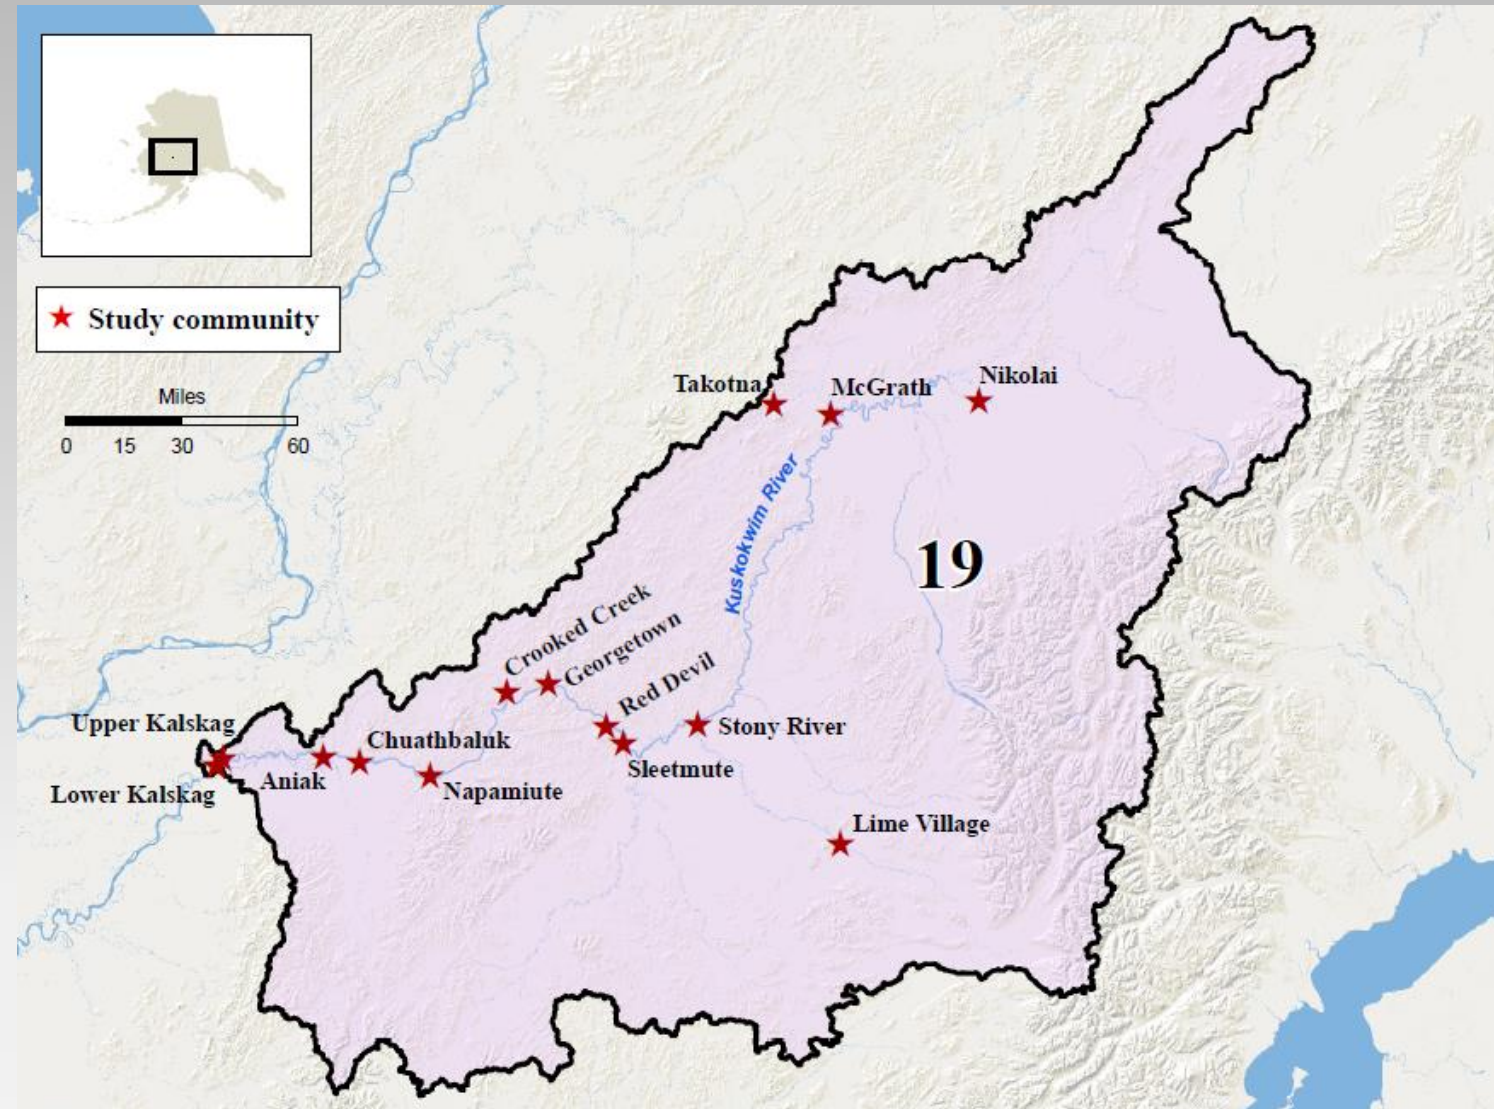 Study community
Miles
0 15 30 60
Takotna
McGrath
Nikolai
Kuskokwim River
19
Crooked Creek
Georgetown
Red Devil
Upper Kalskag
Chuathbaluk
Stony River
Lower Kalskag
Aniak
Napamiute
Sleetmute
Lime Village